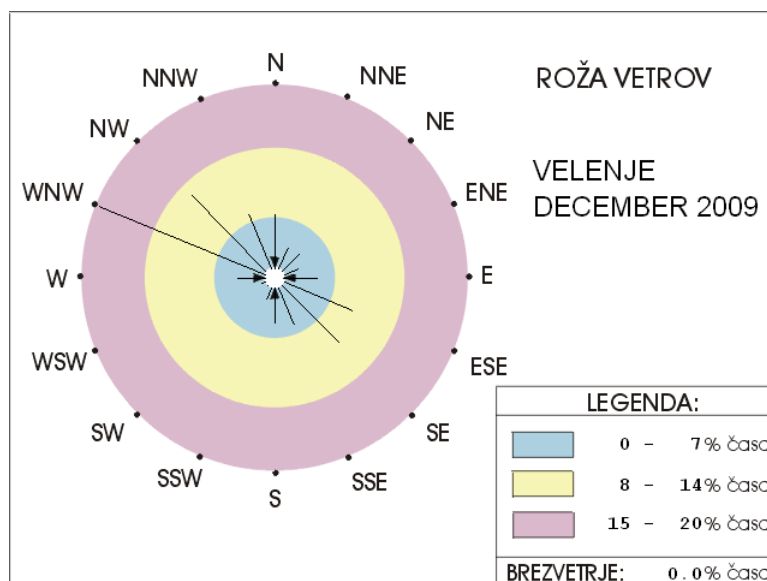 N
NNW
NNE
ROŽA VETROV
NW
NE
WNW
ENE
VELENJE
DECEMBER 2009
W
E
WSW
ESE
SW
SE
SSW
SSE
S
LEGENDA:
0 - 7% časa
8 - 14% časa
15 - 20% časa
BREZVETRJE: 0.0% časa